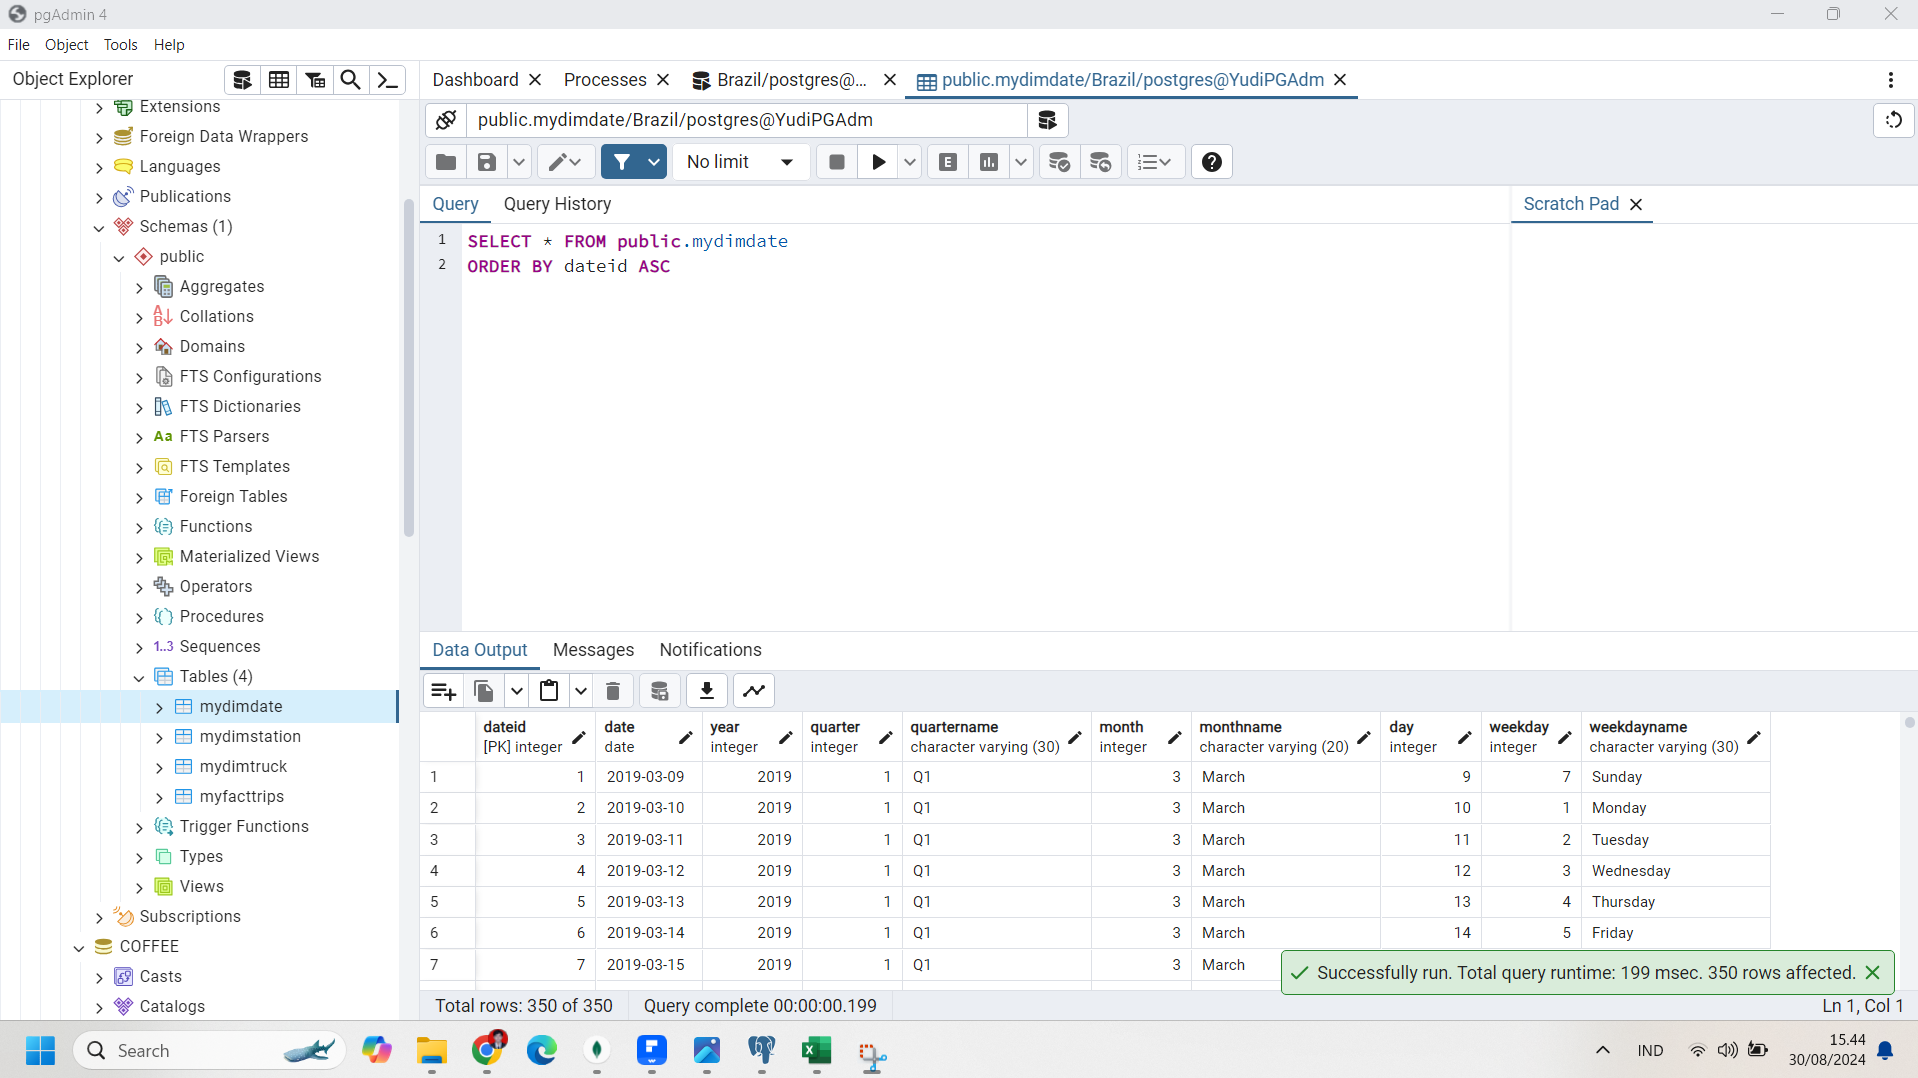 pgAdmin 4
File Object Tools Help
Object Explorer
Dashboard
Processes
Brazil/postgres@...
public.mydimdate/Brazil/postgres@YudiPGAdm
public.mydimdate/Brazil/postgres@YudiPGAdm
No limit
E
Query Query History
Scratch Pad
1 SELECT * FROM public.mydimdate
2 ORDER BY dateid ASC
Extensions
Foreign Data Wrappers
Languages
Publications
Schemas (1)
public
Aggregates
Collations
Domains
FTS Configurations
FTS Dictionaries
Aa FTS Parsers
FTS Templates
Foreign Tables
Functions
Materialized Views
Operators
Procedures
1..3 Sequences
Tables (4)
mydimdate
mydimstation
mydimtruck
myfacttrips
Trigger Functions
Types
Views
Subscriptions
COFFEE
Casts
Catalogs
Data Output Messages Notifications
dateid date year quarter quartername month monthname day weekday weekdayname
[PK] integer date integer integer character varying (30) integer character varying (20) integer integer character varying (30)
1 1 2019-03-09 2019 1 Q1 3 March 9 7 Sunday
2 2 2019-03-10 2019 1 Q1 3 March 10 1 Monday
3 3 2019-03-11 2019 1 Q1 3 March 11 2 Tuesday
4 4 2019-03-12 2019 1 Q1 3 March 12 3 Wednesday
5 5 2019-03-13 2019 1 Q1 3 March 13 4 Thursday
6 6 2019-03-14 2019 1 Q1 3 March 14 5 Friday
7 7 2019-03-15 2019 1 Q1 3 March
Successfully run. Total query runtime: 199 msec. 350 rows affected.
Total rows: 350 of 350 Query complete 00:00:00.199
Ln 1, Col 1
Search
IND
15.44
30/08/2024